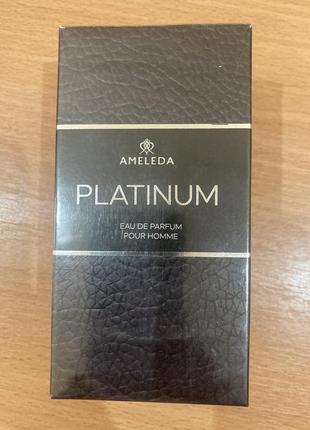 AMELEDA
PLATINUM
EAU DE PARFUM
POUR HOMME